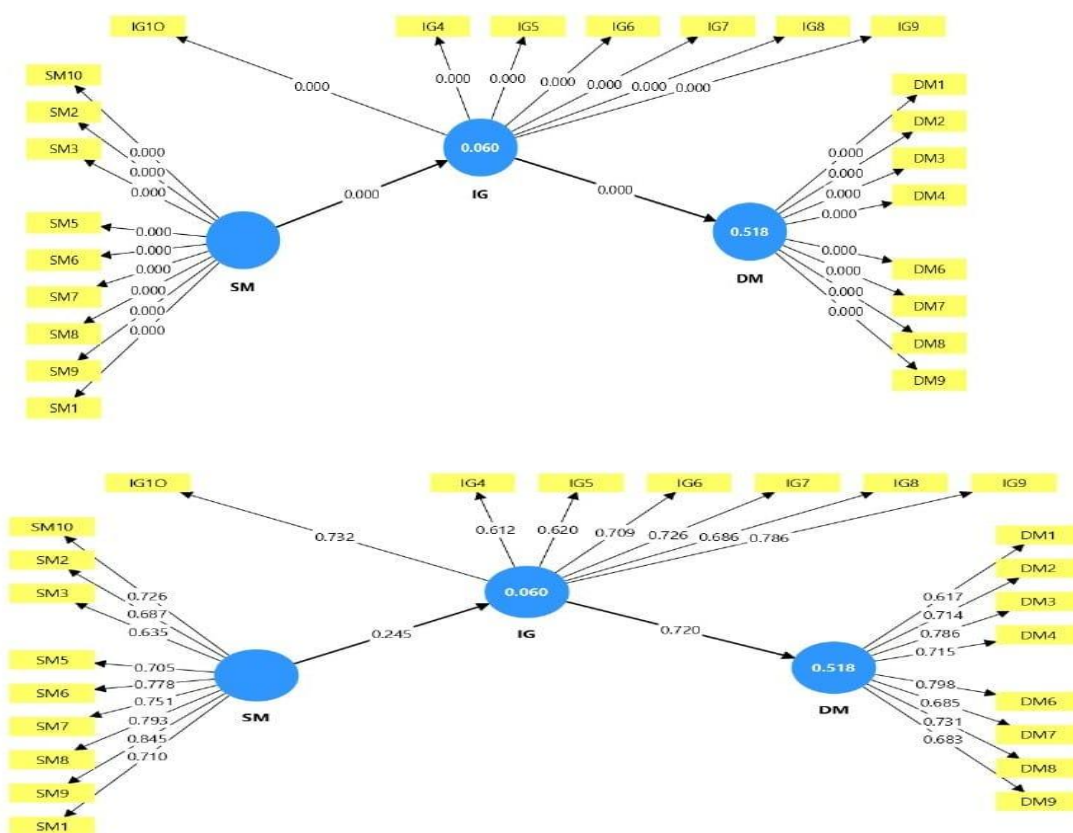 IG1O IG4 IG5 IG6 IG7 IG8 IG9
SM10
SM2
SM3
SM5
SM6
SM7
SM8
SM9
SM1
0.000
0.000 0.000 0.000 0.000 0.000 0.000
0.000
0.000
0.000
0.000
0.000
0.000
0.000
0.000
0.000
SM
0.000
0.060
IG
0.000
0.518
DM
0.000
0.000
0.000
0.000
0.000
0.000
0.000
0.000
DM1
DM2
DM3
DM4
DM6
DM7
DM8
DM9
IG1O IG4 IG5 IG6 IG7 IG8 IG9
SM10
SM2
SM3
SM5
SM6
SM7
SM8
SM9
SM1
0.732
0.612 0.620 0.709 0.726 0.686 0.786
0.726
0.687
0.635
0.705
0.778
0.751
0.793
0.845
0.710
SM
0.245
0.060
IG
0.720
0.518
DM
0.617
0.714
0.786
0.715
0.798
0.685
0.731
0.683
DM1
DM2
DM3
DM4
DM6
DM7
DM8
DM9